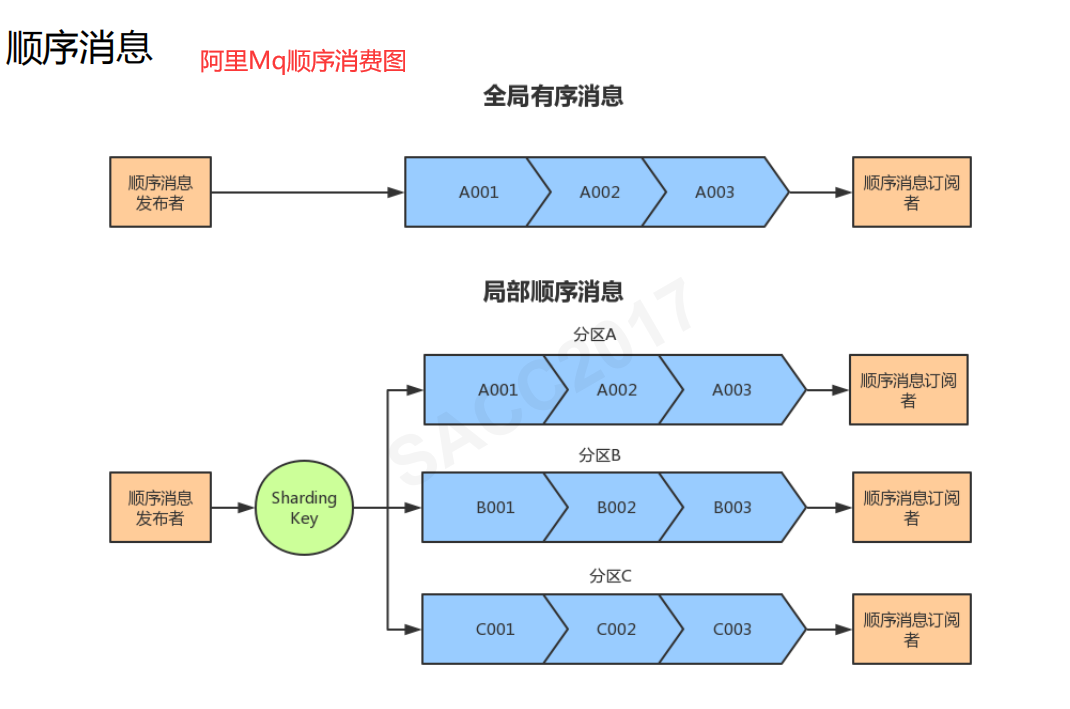 顺序消息
阿里Mq顺序消费图
全局有序消息
顺序消息
发布者
A001
A002
A003
顺序消息订阅
者
局部顺序消息
SACC2017
分区A
A001
A002
A003
顺序消息订阅
者
顺序消息
发布者
Sharding
Key
分区B
B001
B002
B003
顺序消息订阅
者
分区C
C001
C002
C003
顺序消息订阅
者